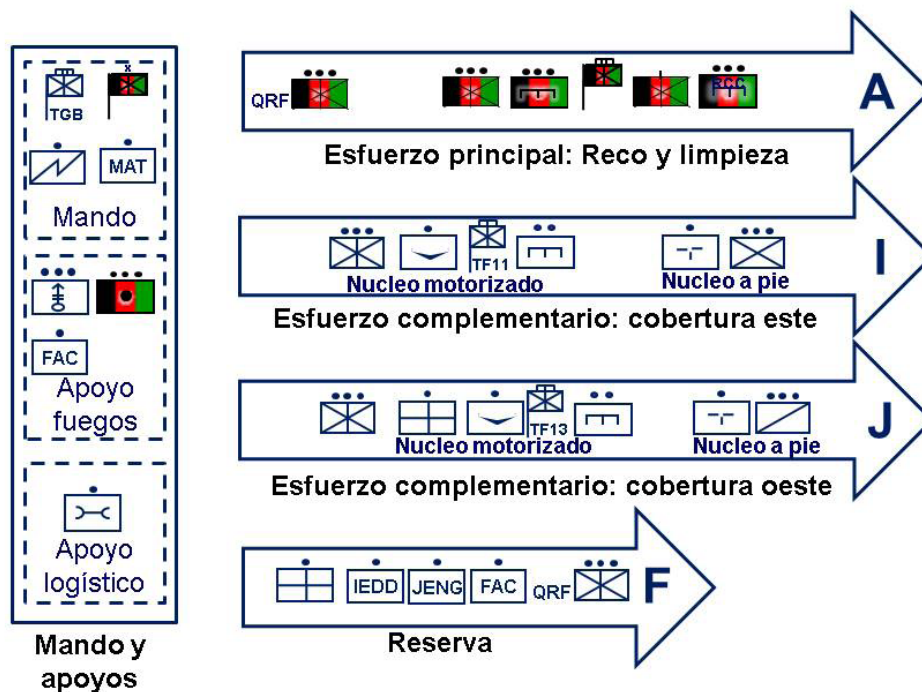 TGB
x
MAT
Mando
FAC
Apoyo
fuegos
Apoyo
logístico
Mando y
apoyos
QRF
RCC
A
Esfuerzo principal: Reco y limpieza
TF11
I
Nucleo motorizado
Nucleo a pie
Esfuerzo complementario: cobertura este
TF13
J
Nucleo motorizado
Nucleo a pie
Esfuerzo complementario: cobertura oeste
IEDD
JENG
FAC
QRF
F
Reserva